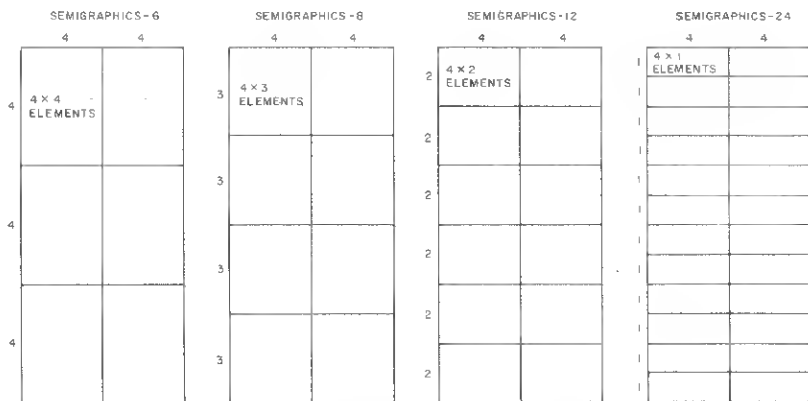 SEMIGRAPHICS-6
4 4
4
4 × 4
ELEMENTS
4
4
SEMIGRAPHICS-8
4 4
3
4 × 3
ELEMENTS
3
3
3
SEMIGRAPHICS-12
4 4
2
4 × 2
ELEMENTS
2
2
2
2
2
SEMIGRAPHICS-24
4 4
1
4 × 1
ELEMENTS
1
1
1
1
1
1
1
1
1
1
1